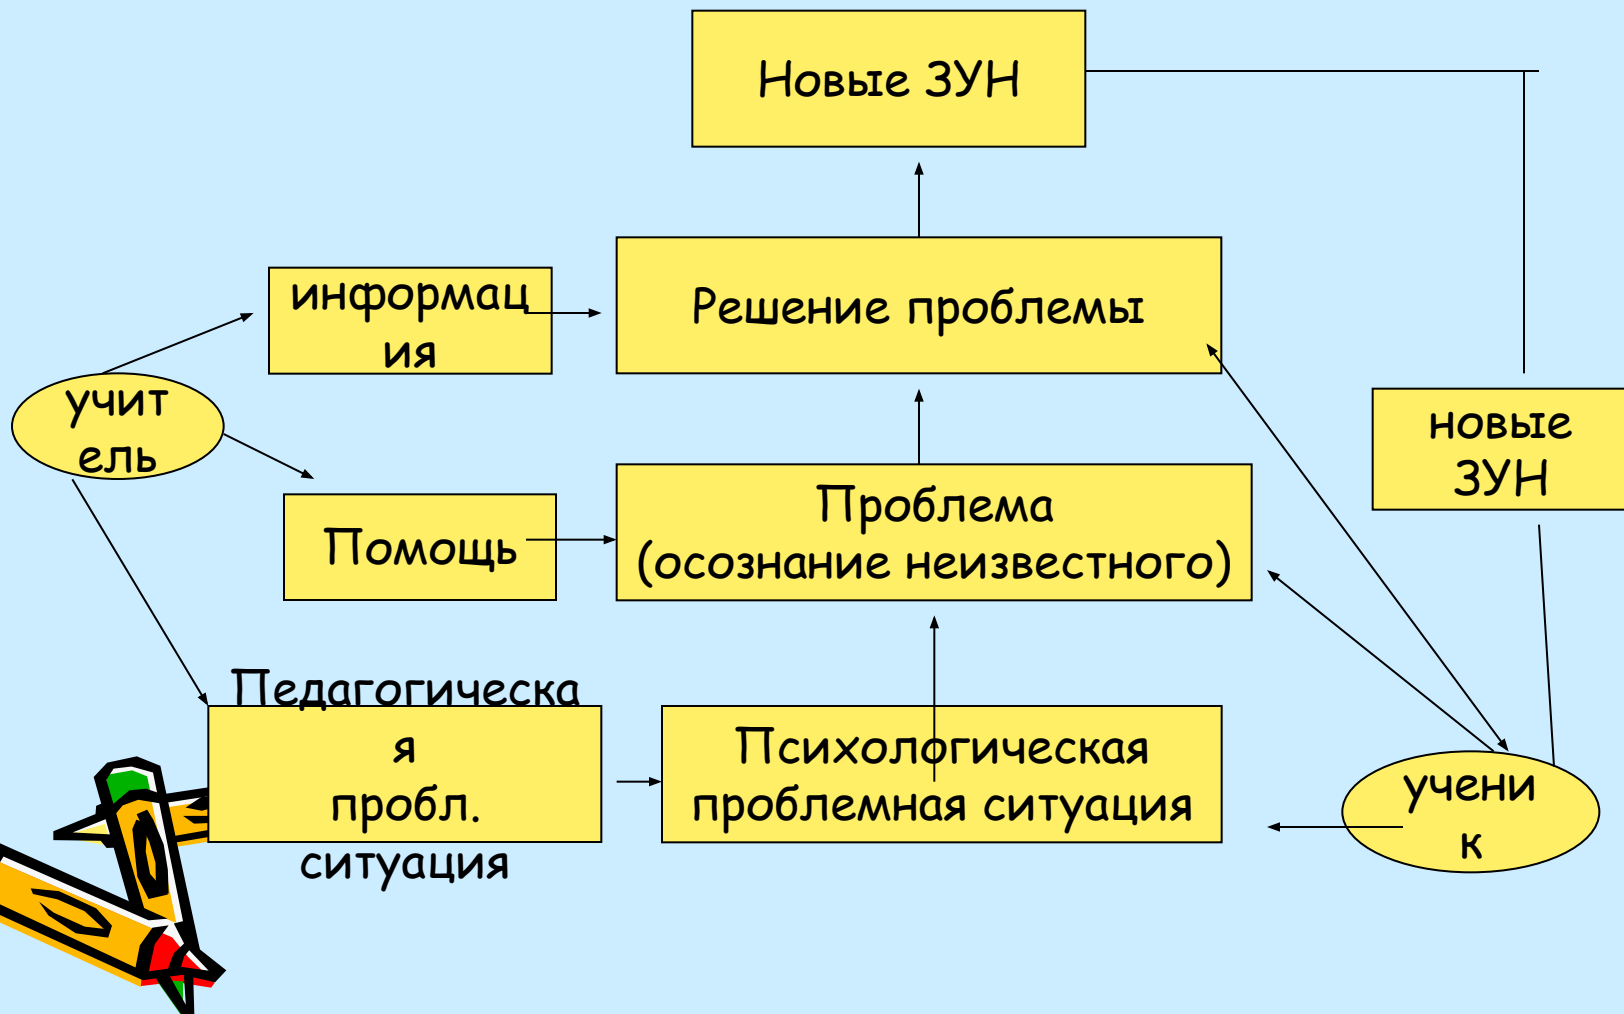 Новые ЗУН
информац
ия
Решение проблемы
учит
ель
новые
ЗУН
Помощь
Проблема
(осознание неизвестного)
Педагогическа
я
пробл.
ситуация
Психологическая
проблемная ситуация
учени
к